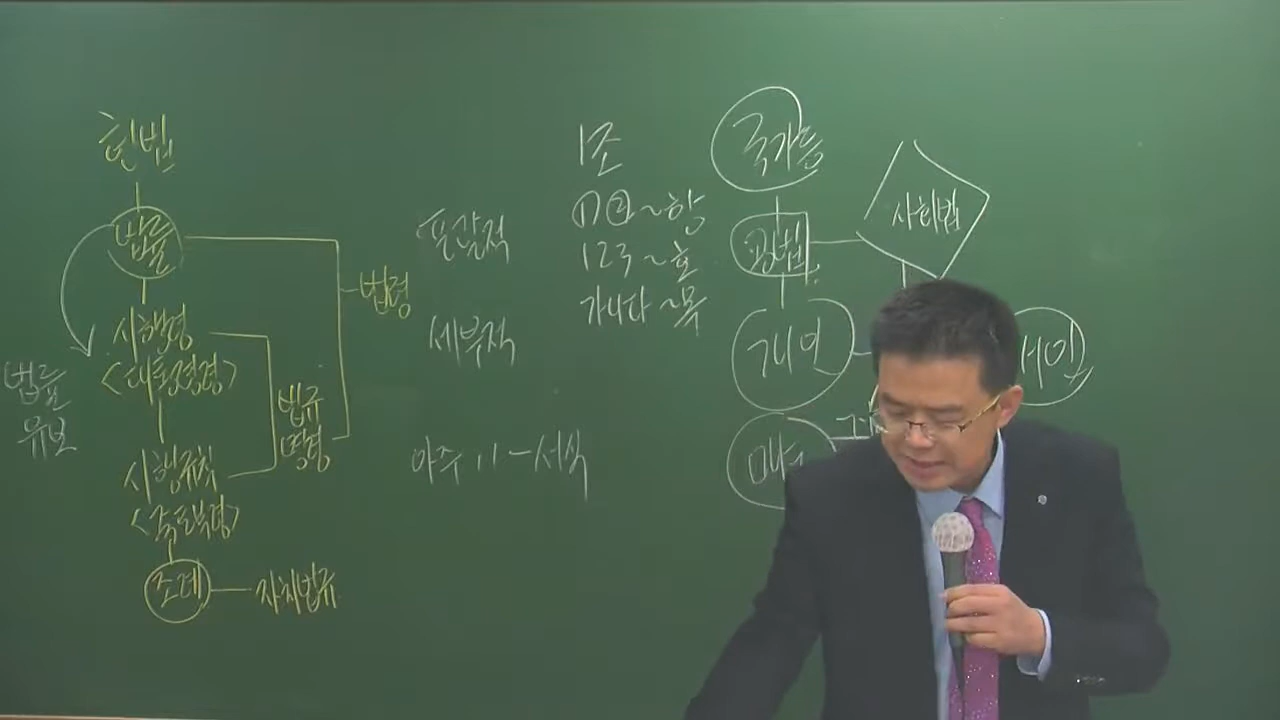 헌법
법률
시행령
<대통령령>
법률
유보
시행규칙
<국토부령>
조례 — 자치법규
법규
명령
법령
포괄적
세부적
아주 〃 - 서식
1조
① ② ~ 항
1 2 3 ~ 호
가 나 다 ~ 목
국가등
공법
사회법
개인